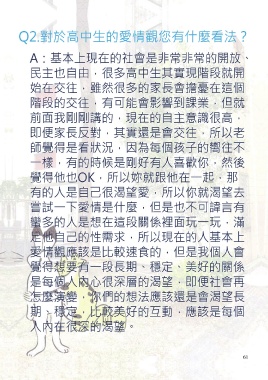 Q2.對於高中生的愛情觀您有什麼看法？
A：基本上現在的社會是非常非常的開放、
民主也自由，很多高中生其實現階段就開
始在交往，雖然很多的家長會擔憂在這個
階段的交往，有可能會影響到課業，但就
前面我剛剛講的，現在的自主意識很高，
即便家長反對，其實還是會交往，所以老
師覺得是看狀況，因為每個孩子的嚮往不
一樣，有的時候是剛好有人喜歡你，然後
覺得他也OK，所以妳就跟他在一起，那
有的人是自己很渴望愛，所以你就渴望去
嘗試一下愛情是什麼，但是也不可諱言有
蠻多的人是想在這段關係裡面玩一玩，滿
足他自己的性需求，所以現在的人基本上
愛情觀應該是比較速食的，但是我個人會
覺得想要有一段長期、穩定、美好的關係
是每個人內心很深層的渴望，即便社會再
怎麼演變，你們的想法應該還是會渴望長
期、穩定、比較美好的互動，應該是每個
人內在很深的渴望。
61